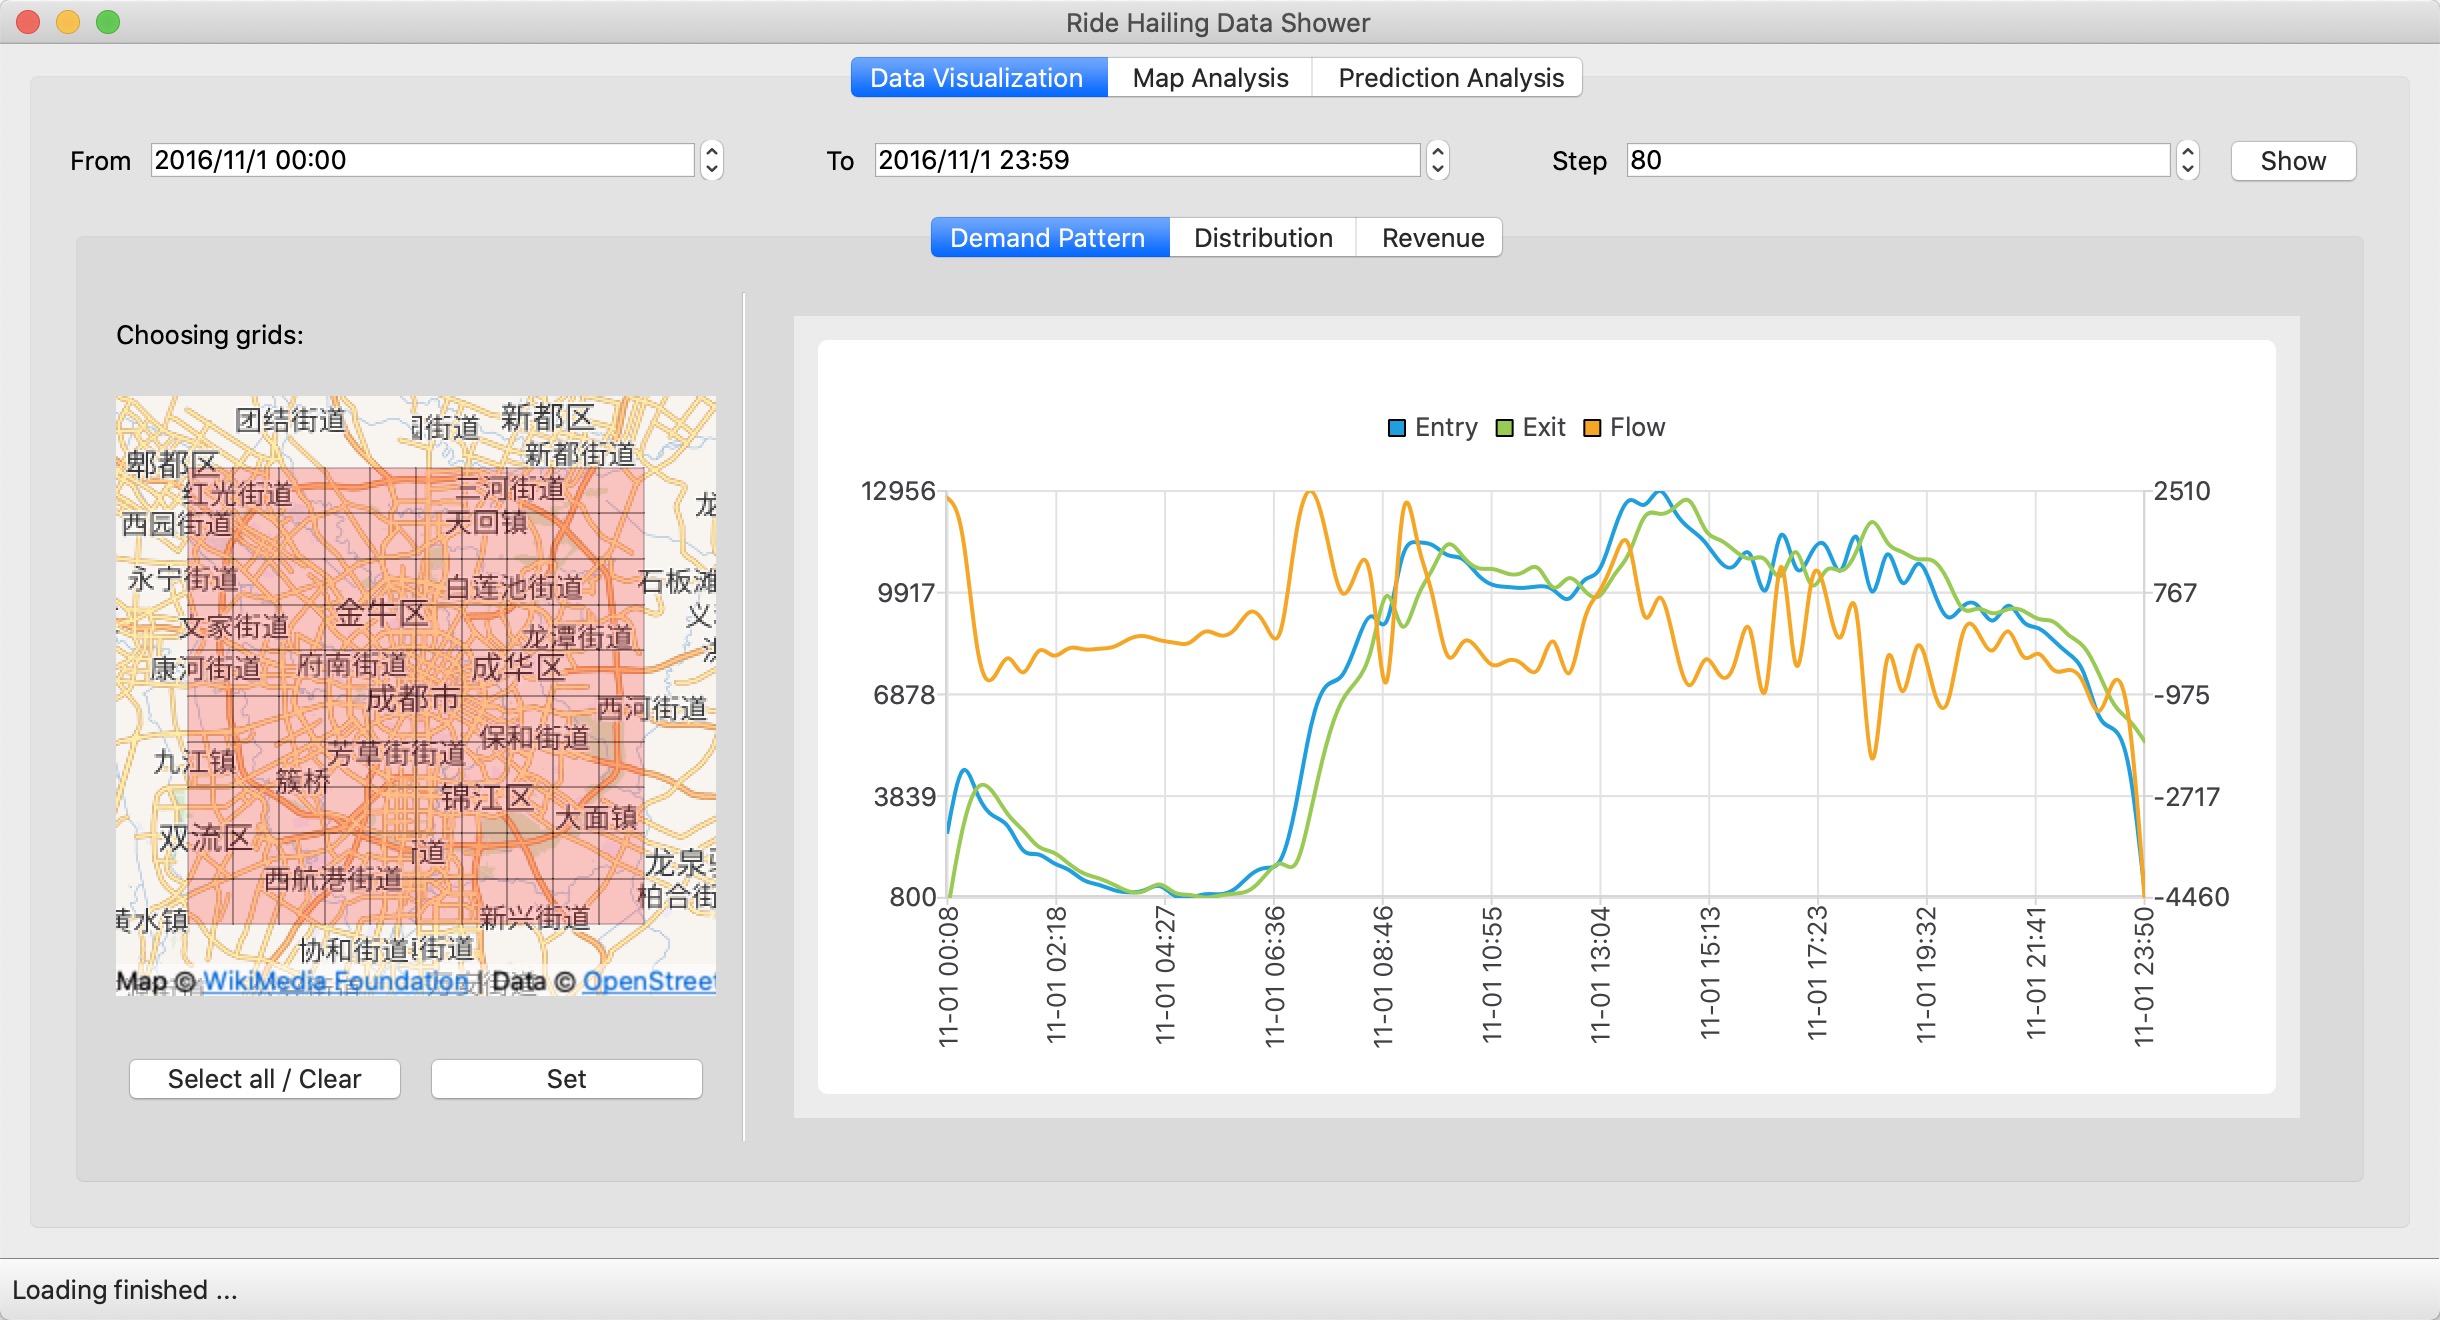 Ride Hailing Data Shower
Data Visualization Map Analysis Prediction Analysis
From 2016/11/1 00:00 To 2016/11/1 23:59 Step 80 Show
Demand Pattern Distribution Revenue
Choosing grids:
团结街道
街道
新都区
新都街道
郫都区
红光街道
三河街道
西园街道
天回镇
永宁街道
白莲池街道
石板滩
金牛区
文家街道
龙潭街道
康河街道
府南街道
成华区
成都市
西河街道
保和街道
九江镇
芳草街街道
簇桥
锦江区
大面镇
双流区
街道
龙泉
西航港街道
柏合街
黄水镇
新兴街道
协和街道
街道
Map © WikiMedia Foundation | Data © OpenStreet
Select all / Clear Set
Entry Exit Flow
12956
9917
6878
3839
800
2510
767
-975
-2717
-4460
11-01 00:08
11-01 02:18
11-01 04:27
11-01 06:36
11-01 08:46
11-01 10:55
11-01 13:04
11-01 15:13
11-01 17:23
11-01 19:32
11-01 21:41
11-01 23:50
Loading finished ...